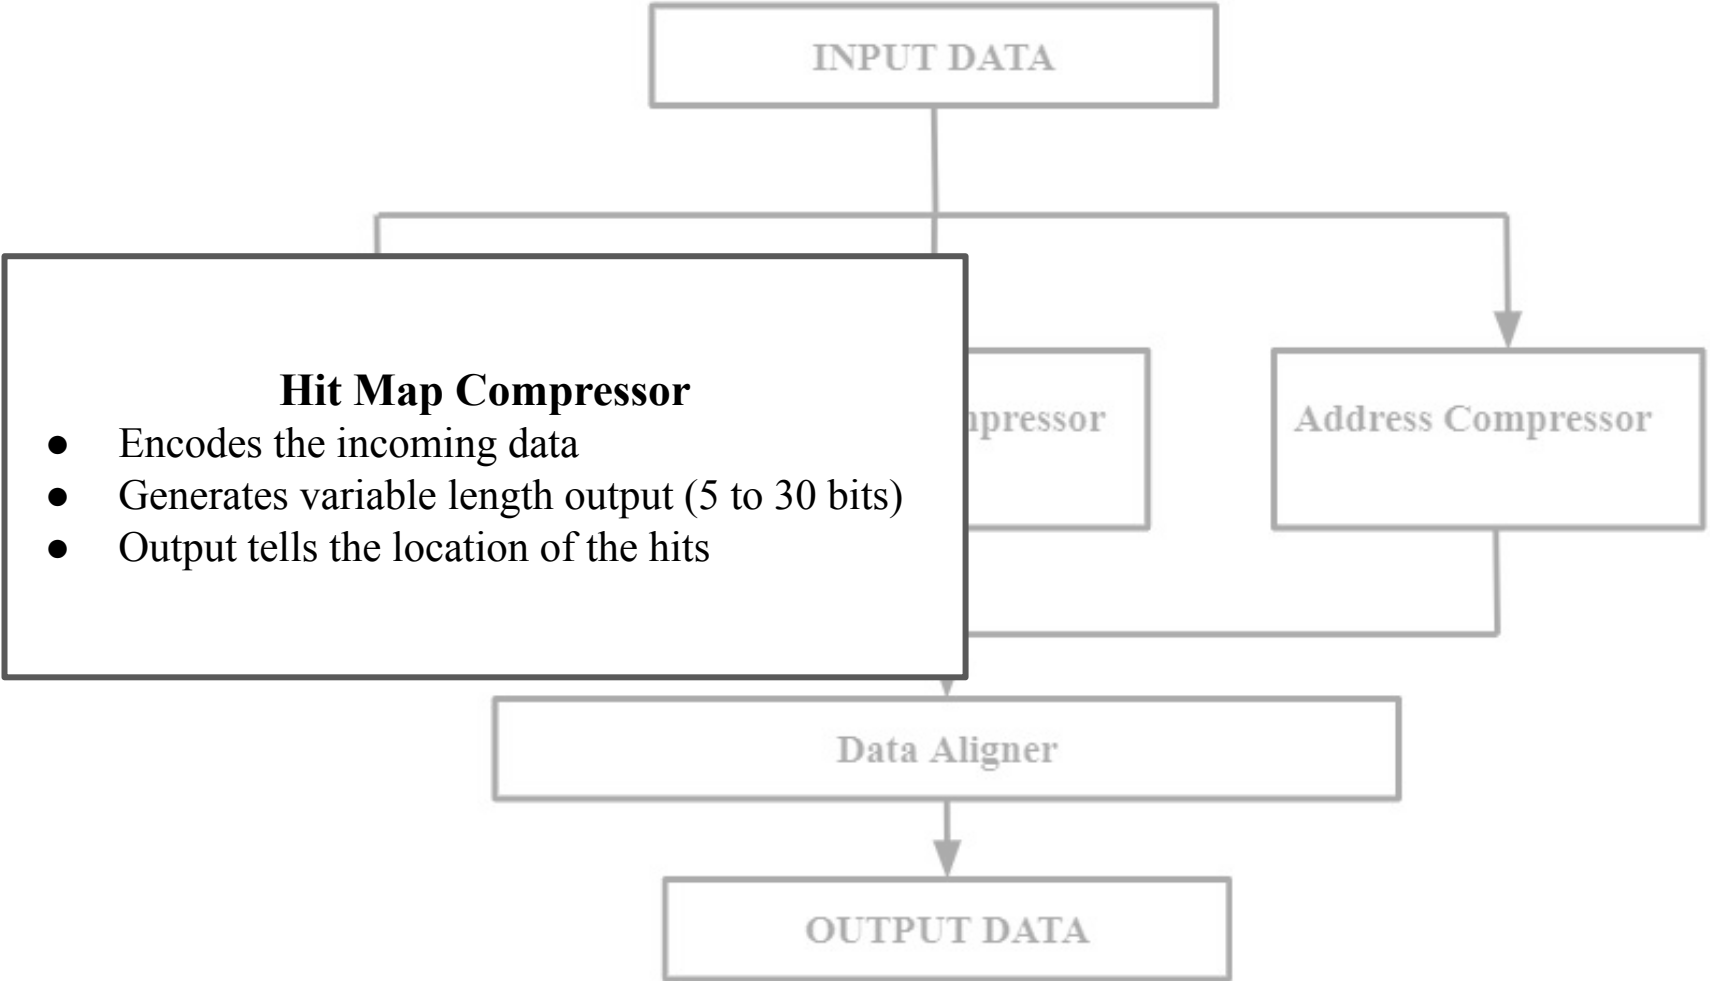 INPUT DATA
Hit Map Compressor
● Encodes the incoming data
● Generates variable length output (5 to 30 bits)
● Output tells the location of the hits
Address Compressor
Data Aligner
OUTPUT DATA